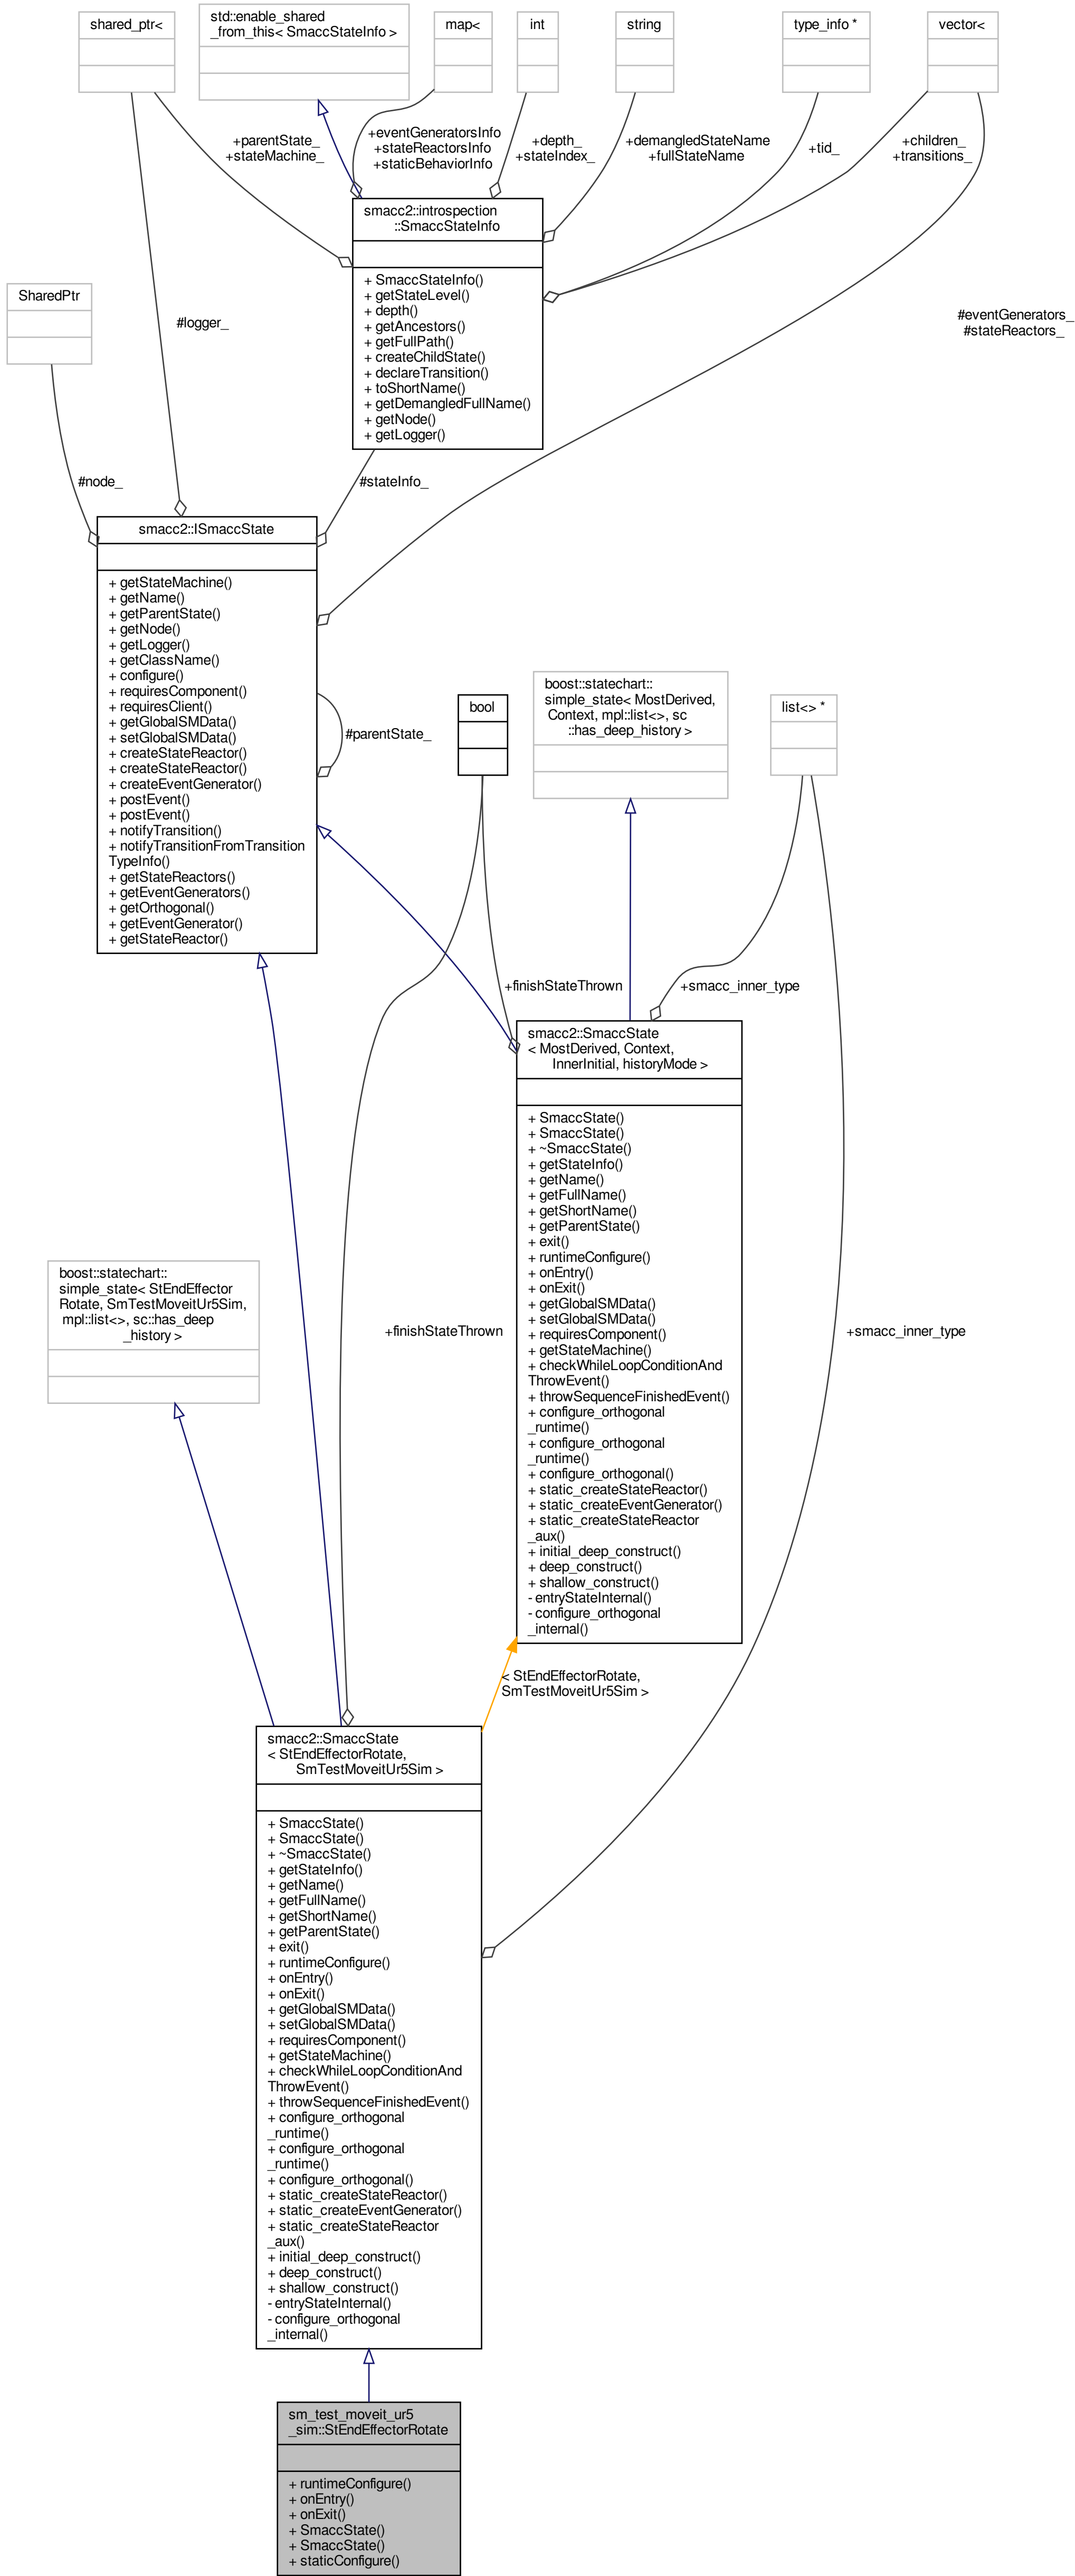 shared_ptr<
std::enable_shared
_from_this< SmaccStateInfo >
map<
int
string
type_info *
vector<
+parentState_
+stateMachine_
+eventGeneratorsInfo
+stateReactorsInfo
+staticBehaviorInfo
+depth_
+stateIndex_
+demangledStateName
+fullStateName
+tid_
+children_
+transitions_
smacc2::introspection
::SmaccStateInfo
+ SmaccStateInfo()
+ getStateLevel()
+ depth()
+ getAncestors()
+ getFullPath()
+ createChildState()
+ declareTransition()
+ toShortName()
+ getDemangledFullName()
+ getNode()
+ getLogger()
SharedPtr
#logger_
#eventGenerators_
#stateReactors_
#node_
#stateInfo_
smacc2::ISmaccState
+ getStateMachine()
+ getName()
+ getParentState()
+ getNode()
+ getLogger()
+ getClassName()
+ configure()
+ requiresComponent()
+ requiresClient()
+ getGlobalSMData()
+ setGlobalSMData()
+ createStateReactor()
+ createStateReactor()
+ createEventGenerator()
+ postEvent()
+ postEvent()
+ notifyTransition()
+ notifyTransitionFromTransition
TypeInfo()
+ getStateReactors()
+ getEventGenerators()
+ getOrthogonal()
+ getEventGenerator()
+ getStateReactor()
#parentState_
bool
boost::statechart::
simple_state< MostDerived,
Context, mpl::list<>, sc
::has_deep_history >
list<> *
+finishStateThrown
+smacc_inner_type
smacc2::SmaccState
< MostDerived, Context,
InnerInitial, historyMode >
+ SmaccState()
+ SmaccState()
+ ~SmaccState()
+ getStateInfo()
+ getName()
+ getFullName()
+ getShortName()
+ getParentState()
+ exit()
+ runtimeConfigure()
+ onEntry()
+ onExit()
+ getGlobalSMData()
+ setGlobalSMData()
+ requiresComponent()
+ getStateMachine()
+ checkWhileLoopConditionAnd
ThrowEvent()
+ throwSequenceFinishedEvent()
+ configure_orthogonal
_runtime()
+ configure_orthogonal
_runtime()
+ configure_orthogonal()
+ static_createStateReactor()
+ static_createEventGenerator()
+ static_createStateReactor
_aux()
+ initial_deep_construct()
+ deep_construct()
+ shallow_construct()
- entryStateInternal()
- configure_orthogonal
_internal()
boost::statechart::
simple_state< StEndEffector
Rotate, SmTestMoveitUr5Sim,
mpl::list<>, sc::has_deep
_history >
+finishStateThrown
+smacc_inner_type
< StEndEffectorRotate,
SmTestMoveitUr5Sim >
smacc2::SmaccState
< StEndEffectorRotate,
SmTestMoveitUr5Sim >
+ SmaccState()
+ SmaccState()
+ ~SmaccState()
+ getStateInfo()
+ getName()
+ getFullName()
+ getShortName()
+ getParentState()
+ exit()
+ runtimeConfigure()
+ onEntry()
+ onExit()
+ getGlobalSMData()
+ setGlobalSMData()
+ requiresComponent()
+ getStateMachine()
+ checkWhileLoopConditionAnd
ThrowEvent()
+ throwSequenceFinishedEvent()
+ configure_orthogonal
_runtime()
+ configure_orthogonal
_runtime()
+ configure_orthogonal()
+ static_createStateReactor()
+ static_createEventGenerator()
+ static_createStateReactor
_aux()
+ initial_deep_construct()
+ deep_construct()
+ shallow_construct()
- entryStateInternal()
- configure_orthogonal
_internal()
sm_test_moveit_ur5
_sim::StEndEffectorRotate
+ runtimeConfigure()
+ onEntry()
+ onExit()
+ SmaccState()
+ SmaccState()
+ staticConfigure()